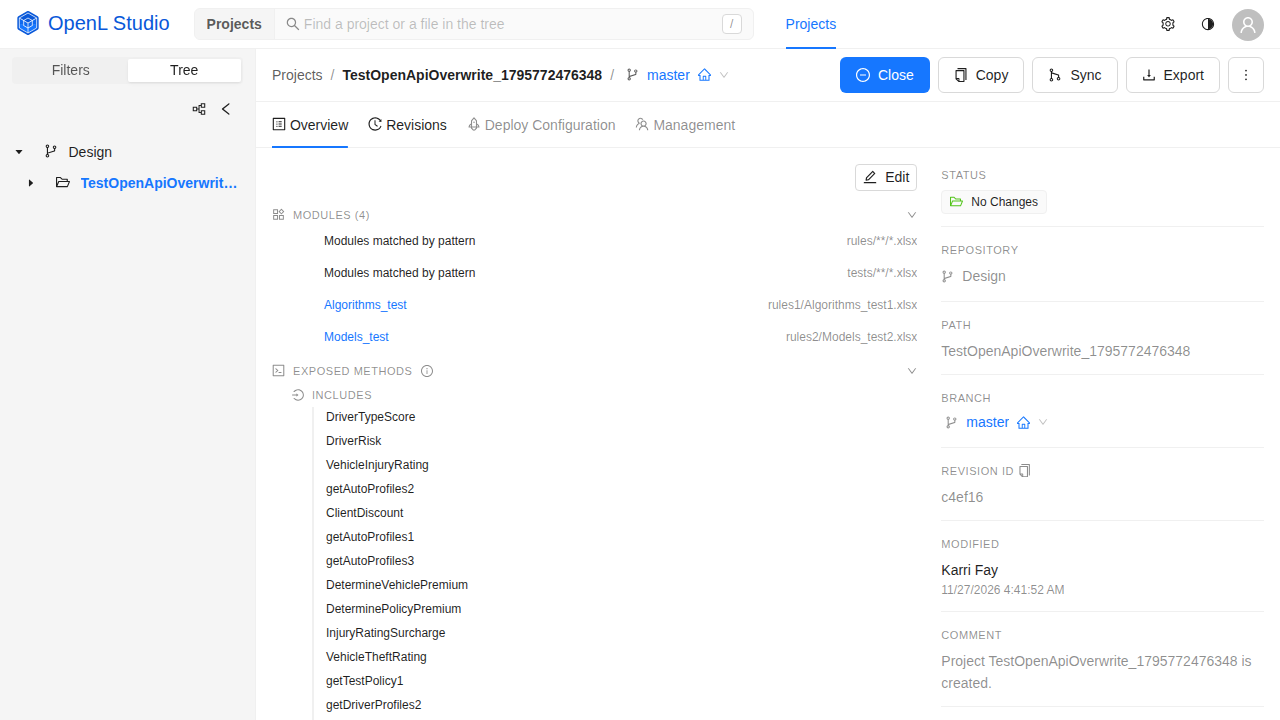 OpenL Studio
Projects
Find a project or a file in the tree
/
Projects
Filters
Tree
Design
TestOpenApiOverwrit...
Projects / TestOpenApiOverwrite_1795772476348 / master
Close
Copy
Sync
Export
Overview
Revisions
Deploy Configuration
Management
Edit
MODULES (4)
Modules matched by pattern
rules/**/*.xlsx
Modules matched by pattern
tests/**/*.xlsx
Algorithms_test
rules1/Algorithms_test1.xlsx
Models_test
rules2/Models_test2.xlsx
EXPOSED METHODS
INCLUDES
DriverTypeScore
DriverRisk
VehicleInjuryRating
getAutoProfiles2
ClientDiscount
getAutoProfiles1
getAutoProfiles3
DetermineVehiclePremium
DeterminePolicyPremium
InjuryRatingSurcharge
VehicleTheftRating
getTestPolicy1
getDriverProfiles2
STATUS
No Changes
REPOSITORY
Design
PATH
TestOpenApiOverwrite_1795772476348
BRANCH
master
REVISION ID
c4ef16
MODIFIED
Karri Fay
11/27/2026 4:41:52 AM
COMMENT
Project TestOpenApiOverwrite_1795772476348 is
created.